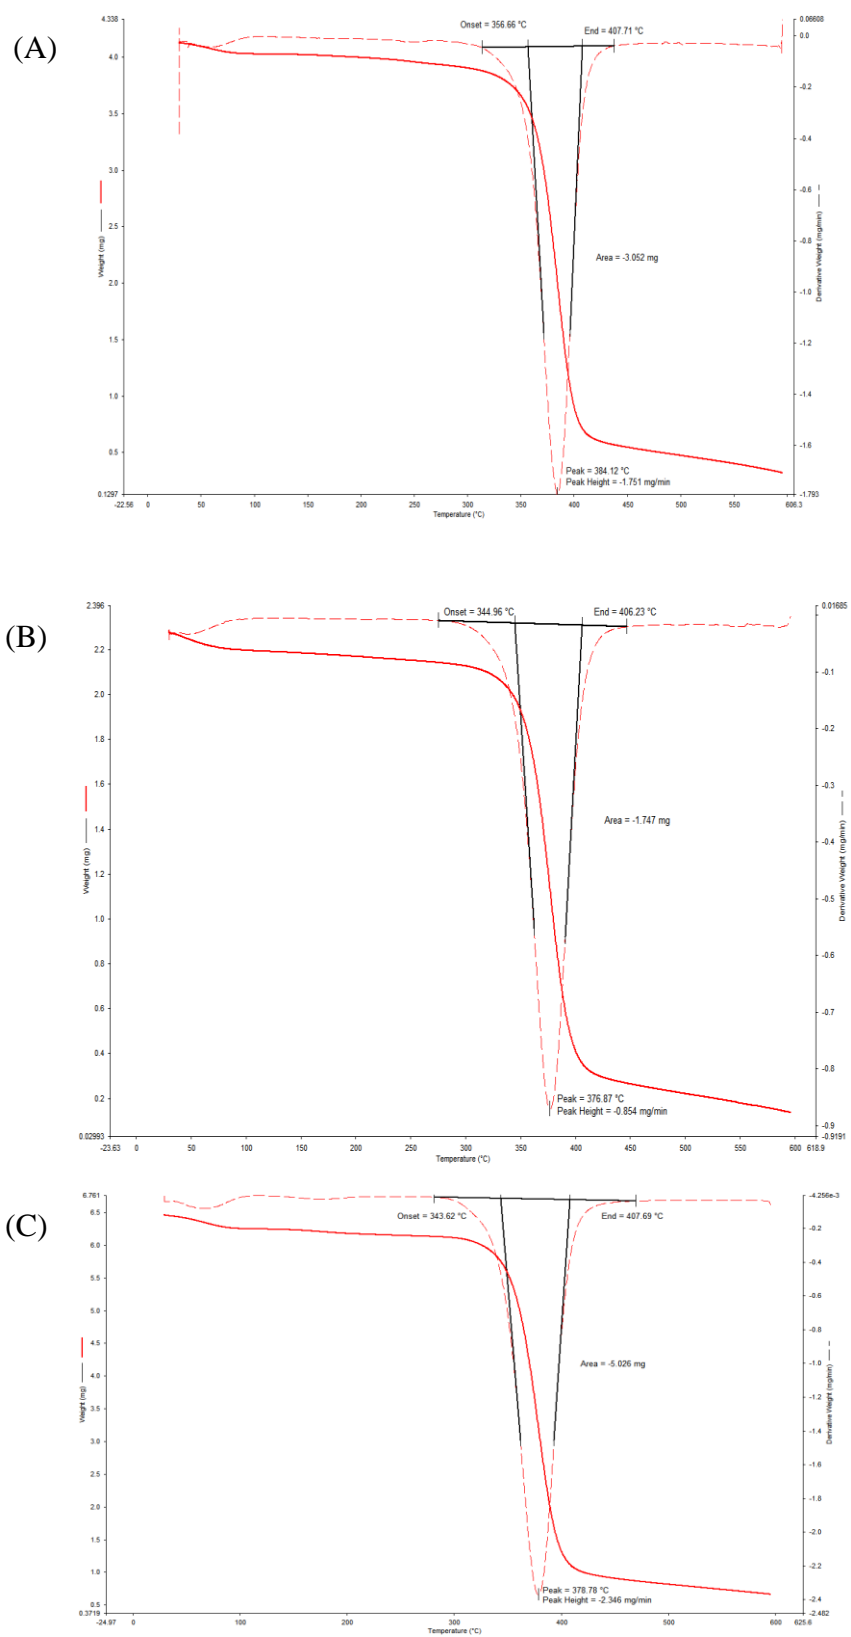 (A)
4.338
4.0
3.5
3.0
2.5
2.0
1.5
1.0
0.5
0.1297
Weight (mg)
Onset = 356.66 °C
End = 407.71 °C
Area = -3.052 mg
Peak = 384.12 °C
Peak Height = -1.751 mg/min
0.06608
0.0
-0.2
-0.4
-0.6
-0.8
-1.0
-1.2
-1.4
-1.6
-1.793
Derivative Weight (mg/min)
-22.56 0 50 100 150 200 250 300 350 400 450 500 550 606.3
Temperature (°C)
(B)
2.396
2.2
2.0
1.8
1.6
1.4
1.2
1.0
0.8
0.6
0.4
0.2
0.02993
Weight (mg)
Onset = 344.96 °C
End = 406.23 °C
Area = -1.747 mg
Peak = 376.87 °C
Peak Height = -0.854 mg/min
0.01685
-0.1
-0.2
-0.3
-0.4
-0.5
-0.6
-0.7
-0.8
-0.9
-0.9191
Derivative Weight (mg/min)
-23.63 0 50 100 150 200 250 300 350 400 450 500 550 600 618.9
Temperature (°C)
(C)
6.761
6.5
6.0
5.5
5.0
4.5
4.0
3.5
3.0
2.5
2.0
1.5
1.0
0.5
0.3719
Weight (mg)
Onset = 343.62 °C
End = 407.69 °C
Area = -5.026 mg
Peak = 378.78 °C
Peak Height = -2.346 mg/min
-4.256e-3
-0.2
-0.4
-0.6
-0.8
-1.0
-1.2
-1.4
-1.6
-1.8
-2.0
-2.2
-2.4
-2.482
Derivative Weight (mg/min)
-24.97 0 100 200 300 400 500 600 625.6
Temperature (°C)